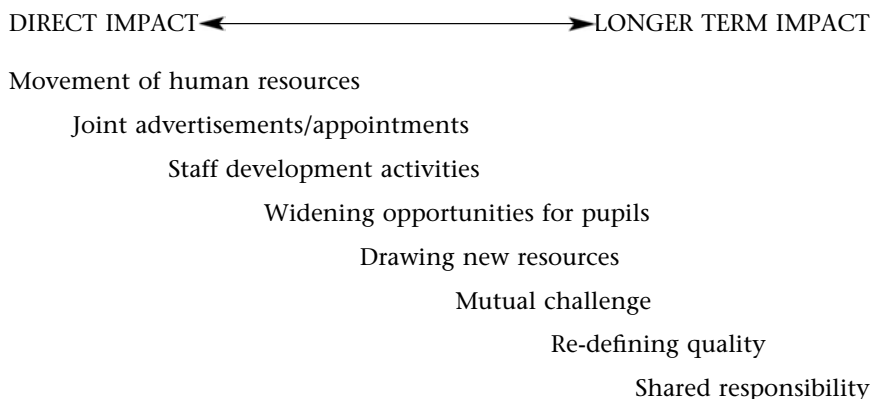 DIRECT IMPACT LONGER TERM IMPACT
Movement of human resources
Joint advertisements/appointments
Staff development activities
Widening opportunities for pupils
Drawing new resources
Mutual challenge
Re-defining quality
Shared responsibility